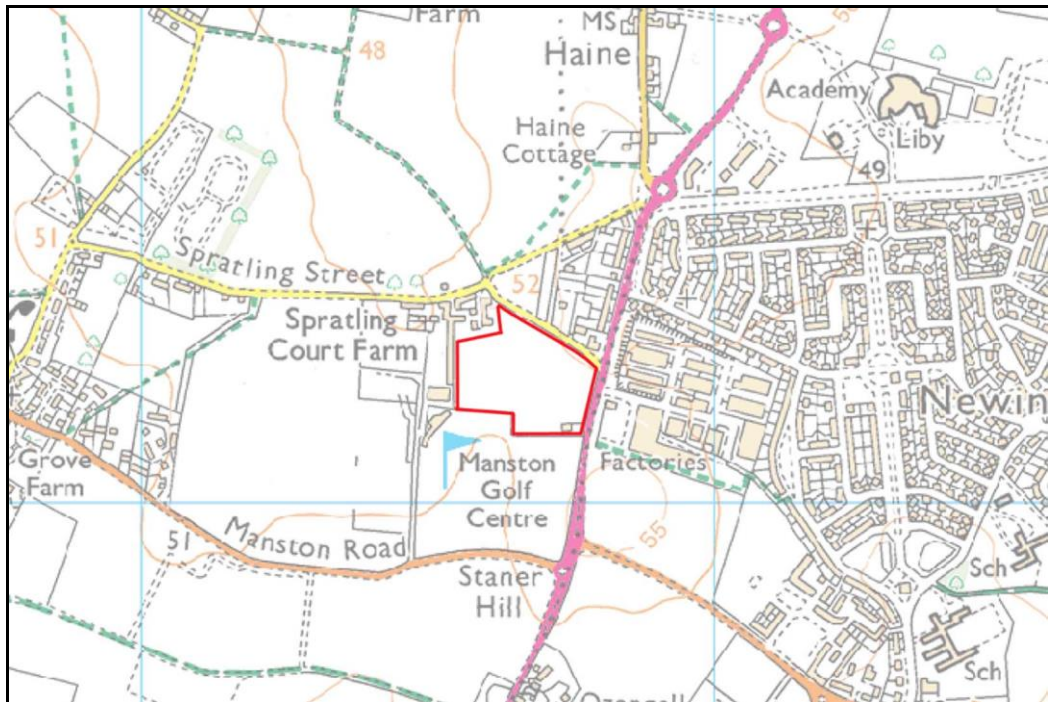 Farm
MS
50
Haine
48
Academy
Liby
Haine
Cottage
49
51
Spratling Street
52
Spratling
Court Farm
Newin
Grove
Farm
Manston
Golf
Centre
Factories
51
Manston Road
55
Staner
Hill
Sch
Sch